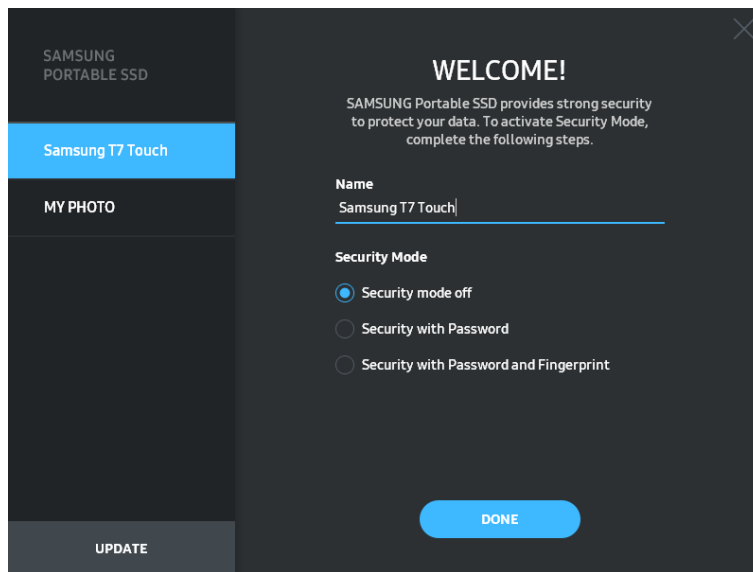 SAMSUNG
PORTABLE SSD
Samsung T7 Touch
MY PHOTO
UPDATE
WELCOME!
SAMSUNG Portable SSD provides strong security
to protect your data. To activate Security Mode,
complete the following steps.
Name
Samsung T7 Touch
Security Mode
Security mode off
Security with Password
Security with Password and Fingerprint
DONE